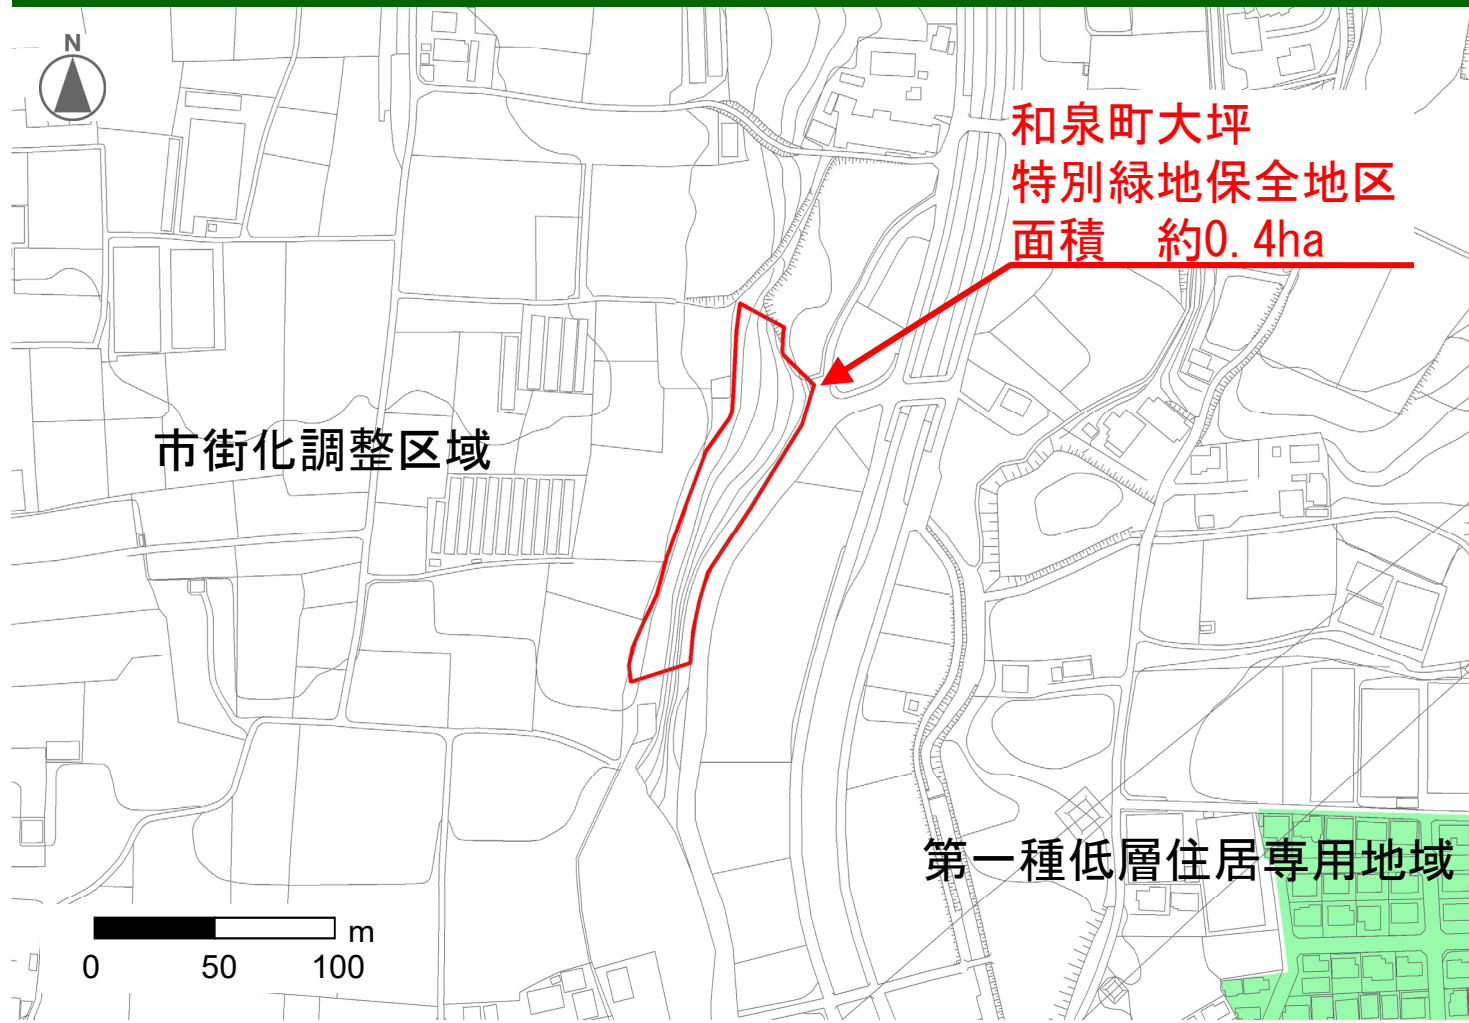 N
和泉町大坪
特別緑地保全地区
面積　約0.4ha
市街化調整区域
第一種低層住居専用地域
m
0 50 100